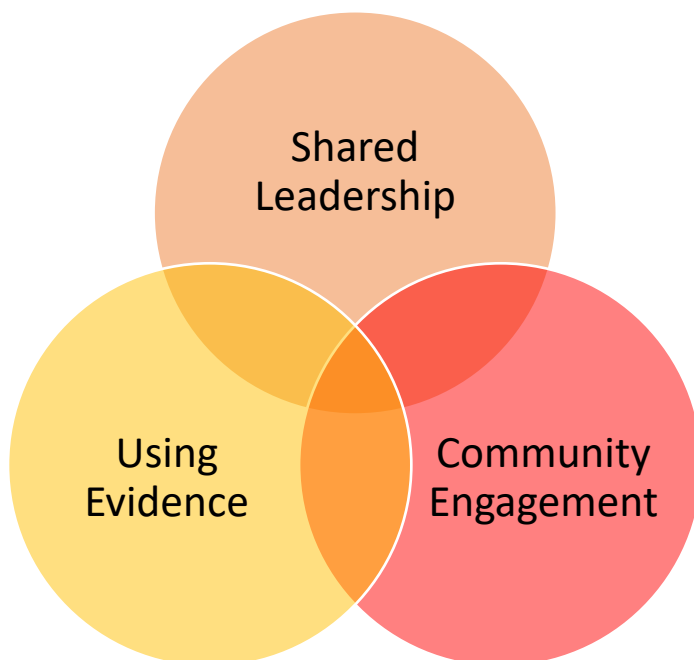 Shared
Leadership
Using
Evidence
Community
Engagement